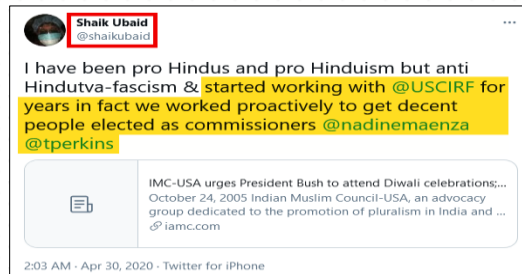 Shaik Ubaid
@shaikubaid
I have been pro Hindus and pro Hinduism but anti
Hindutva-fascism & started working with @USCIRF for
years in fact we worked proactively to get decent
people elected as commissioners @nadinemaenza
@tperkins
IMC-USA urges President Bush to attend Diwali celebrations;...
October 24, 2005 Indian Muslim Council-USA, an advocacy
group dedicated to the promotion of pluralism in India and ...
iamc.com
2:03 AM · Apr 30, 2020 · Twitter for iPhone